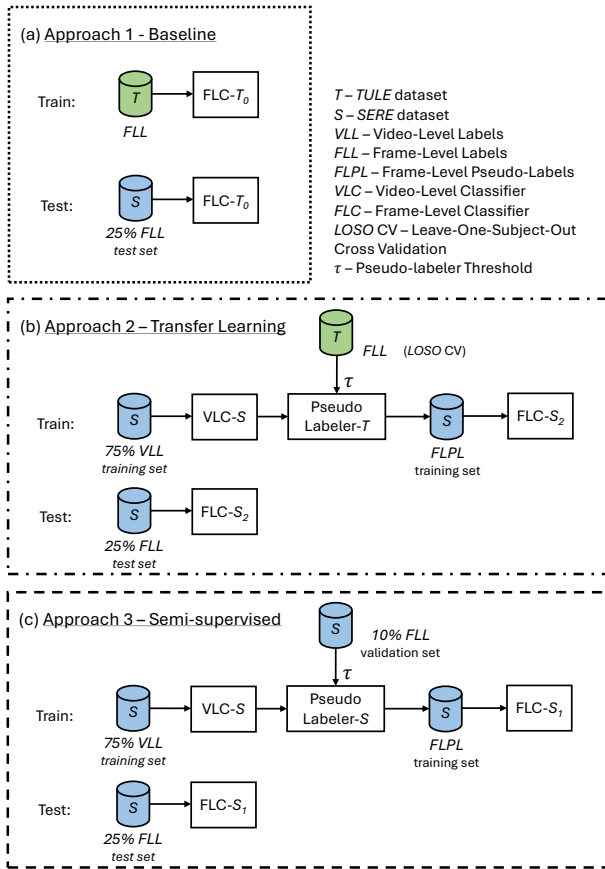 (a) Approach 1 - Baseline
Train:
T
FLL
FLC-T₀
Test:
S
25% FLL
test set
FLC-T₀
T – TULE dataset
S – SERE dataset
VLL – Video-Level Labels
FLL – Frame-Level Labels
FLPL – Frame-Level Pseudo-Labels
VLC – Video-Level Classifier
FLC – Frame-Level Classifier
LOSO CV – Leave-One-Subject-Out
Cross Validation
τ – Pseudo-labeler Threshold
(b) Approach 2 – Transfer Learning
T
FLL (LOSO CV)
τ
Train:
S
75% VLL
training set
VLC-S
Pseudo
Labeler-T
S
FLPL
training set
FLC-S₂
Test:
S
25% FLL
test set
FLC-S₂
(c) Approach 3 – Semi-supervised
S
10% FLL
validation set
τ
Train:
S
75% VLL
training set
VLC-S
Pseudo
Labeler-S
S
FLPL
training set
FLC-S₁
Test:
S
25% FLL
test set
FLC-S₁